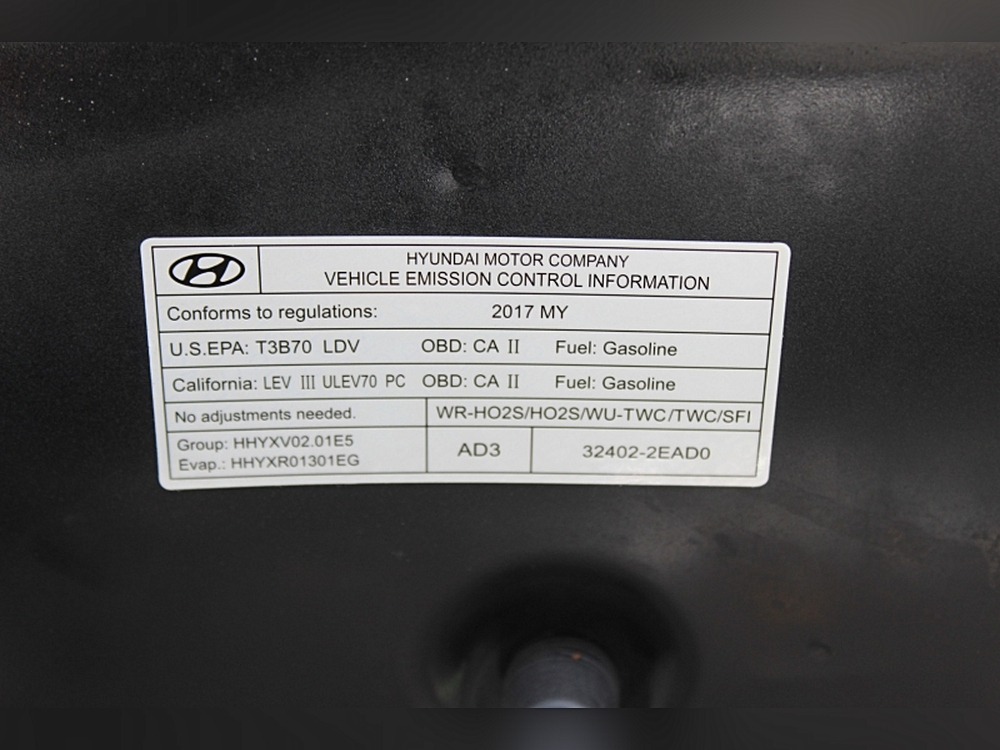 HYUNDAI MOTOR COMPANY
VEHICLE EMISSION CONTROL INFORMATION
Conforms to regulations: 2017 MY
U.S.EPA: T3B70 LDV OBD: CA II Fuel: Gasoline
California: LEV III ULEV70 PC OBD: CA II Fuel: Gasoline
No adjustments needed. WR-HO2S/HO2S/WU-TWC/TWC/SFI
Group: HHYXV02.01E5
Evap.: HHYXR01301EG
AD3 32402-2EAD0